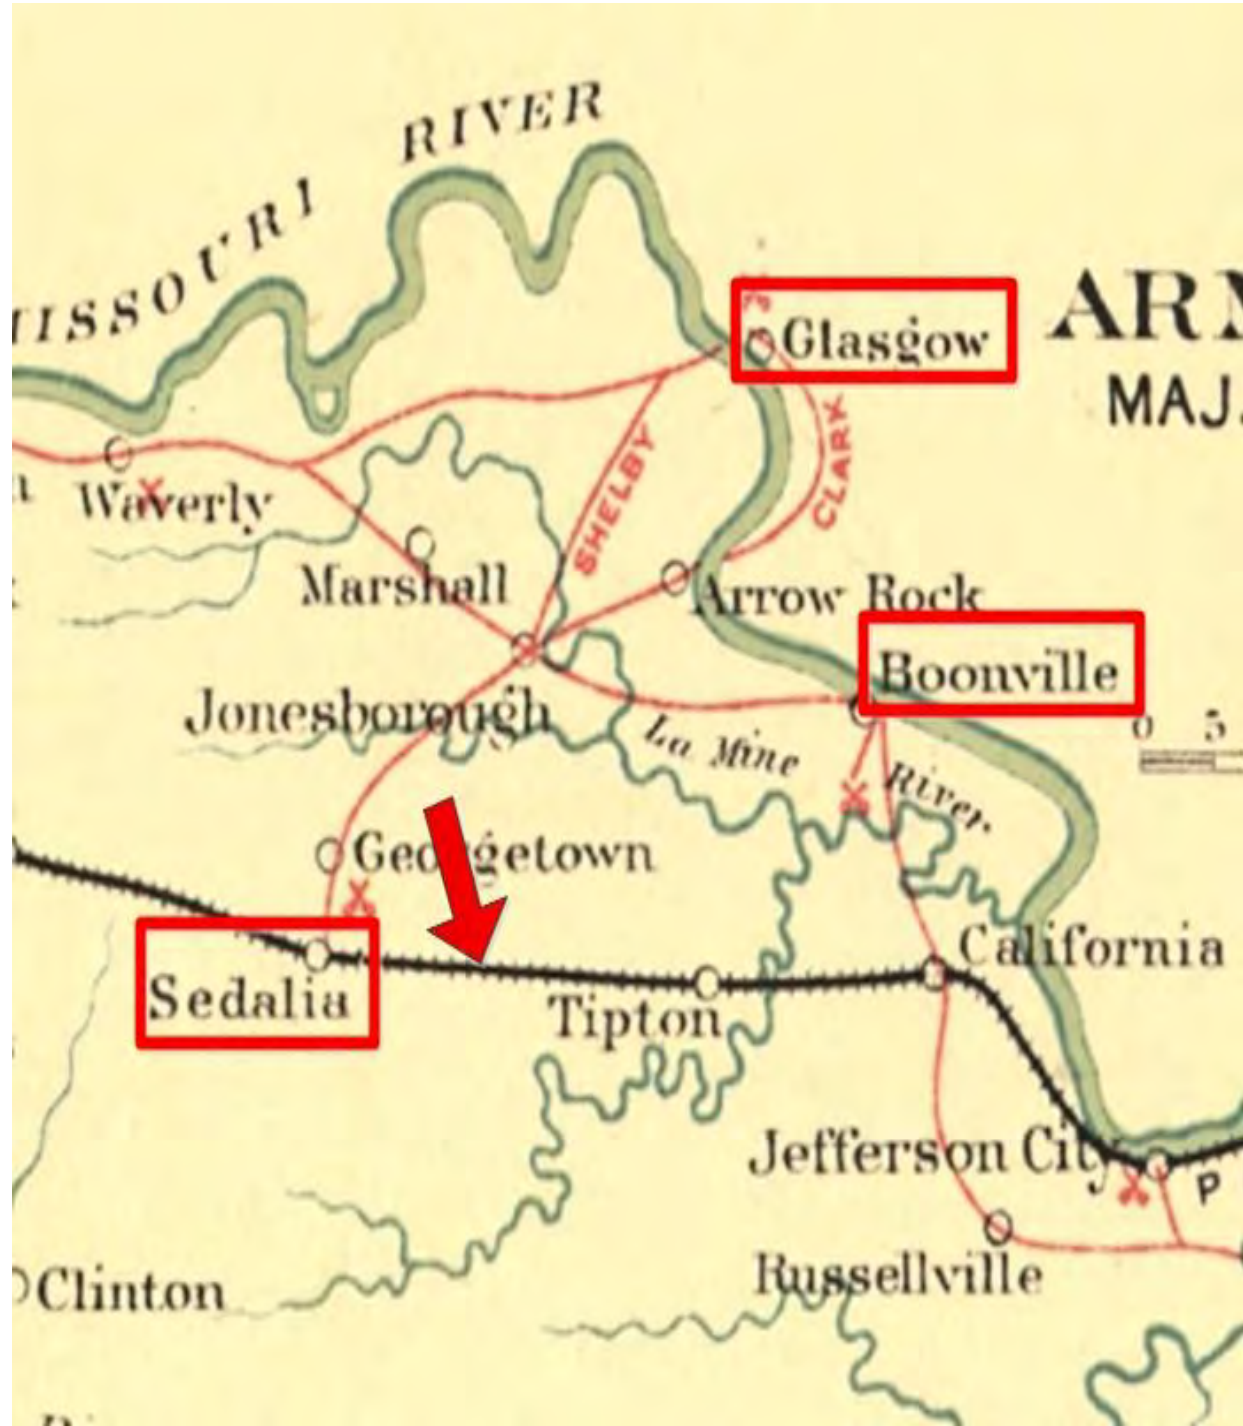 RIVER
MISSOURI
Glasgow
AR
MAJ.
CLARK
Waverly
SHELBY
Marshall
Arrow Rock
Boonville
Jonesborough
La Mine
River
0 5
Georgetown
California
Sedalia
Tipton
Jefferson City
P
Russellville
Clinton